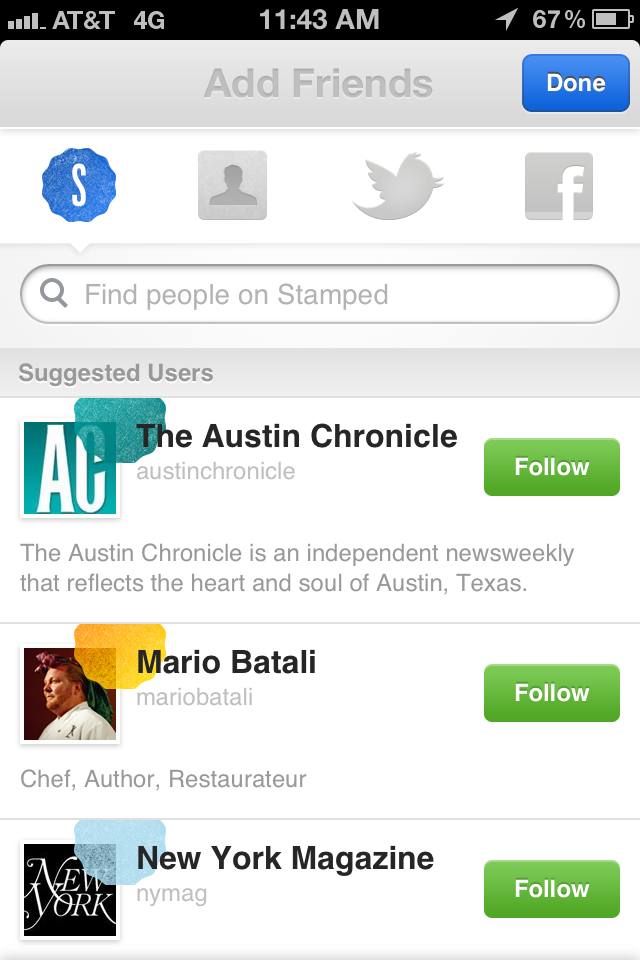 AT&T 4G 11:43 AM 67%
Add Friends Done
S f
Find people on Stamped
Suggested Users
AC
The Austin Chronicle
austinchronicle
Follow
The Austin Chronicle is an independent newsweekly
that reflects the heart and soul of Austin, Texas.
Mario Batali
mariobatali
Follow
Chef, Author, Restaurateur
NEW
YORK
New York Magazine
nymag
Follow